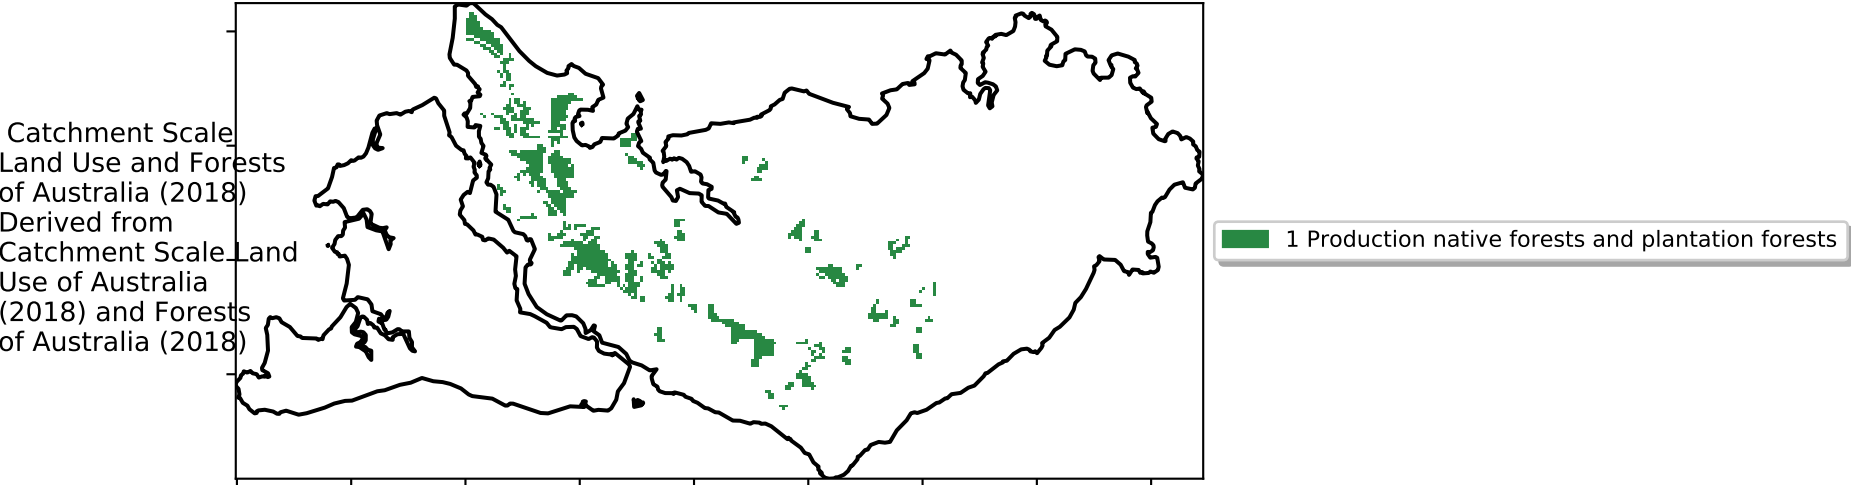 Catchment Scale
Land Use and Forests
of Australia (2018)
Derived from
Catchment Scale Land
Use of Australia
(2018) and Forests
of Australia (2018)
1 Production native forests and plantation forests